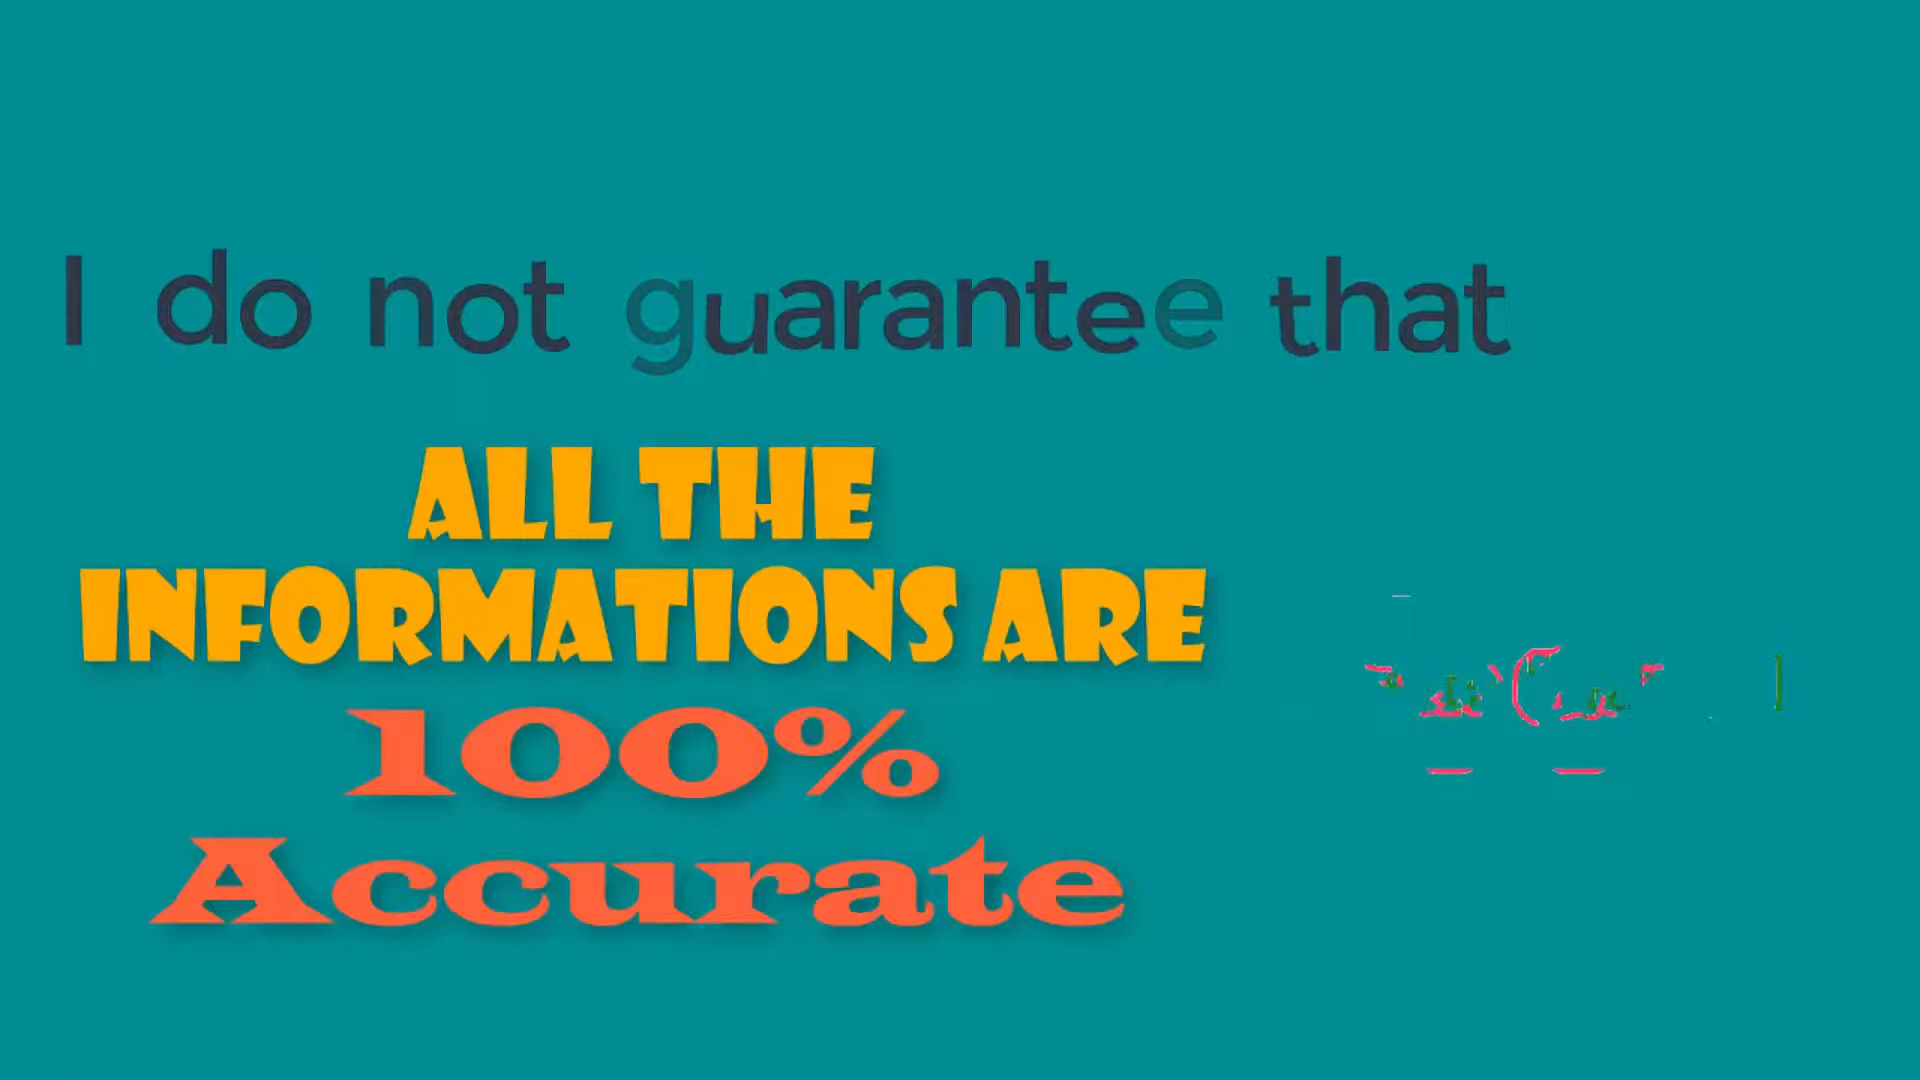 I do not guarantee that
ALL THE
INFORMATIONS ARE
100%
Accurate